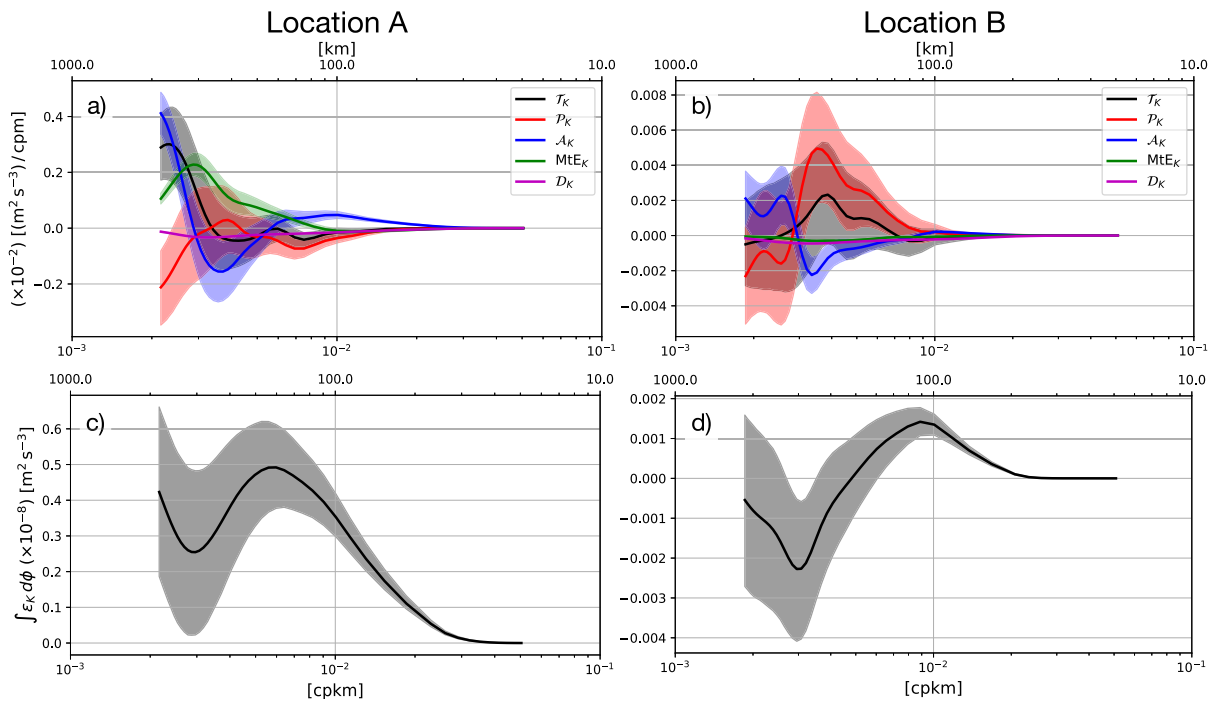 Location A
Location B
[km]
[km]
1000.0
100.0
10.0
1000.0
100.0
10.0
a)
𝒯_K
𝒫_K
𝒜_K
MtE_K
𝒟_K
b)
𝒯_K
𝒫_K
𝒜_K
MtE_K
𝒟_K
(×10⁻²) [(m² s⁻³)/cpm]
0.4
0.2
0.0
−0.2
0.008
0.006
0.004
0.002
0.000
−0.002
−0.004
10⁻³
10⁻²
10⁻¹
10⁻³
10⁻²
10⁻¹
1000.0
100.0
10.0
1000.0
100.0
10.0
c)
d)
∫ ε_K dϕ (×10⁻⁸) [m² s⁻³]
0.6
0.5
0.4
0.3
0.2
0.1
0.0
0.002
0.001
0.000
−0.001
−0.002
−0.003
−0.004
10⁻³
10⁻²
10⁻¹
10⁻³
10⁻²
10⁻¹
[cpkm]
[cpkm]